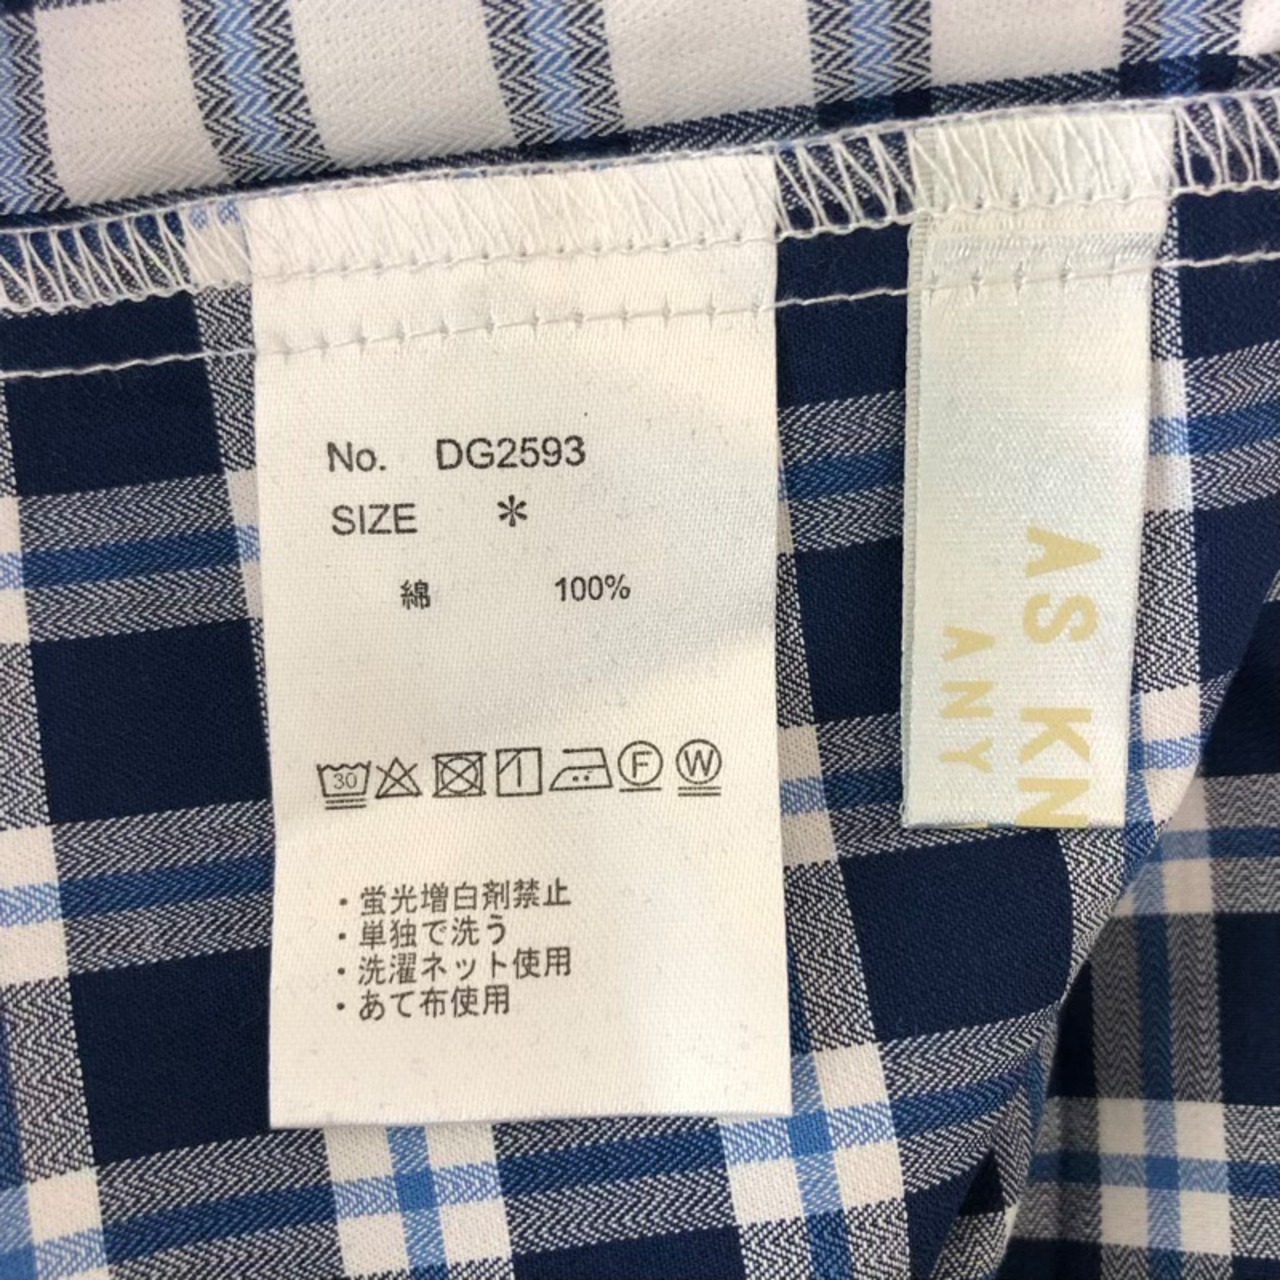 No. DG2593
SIZE *
綿 100%
30
F
W
・蛍光増白剤禁止
・単独で洗う
・洗濯ネット使用
・あて布使用
AS KN
ANY